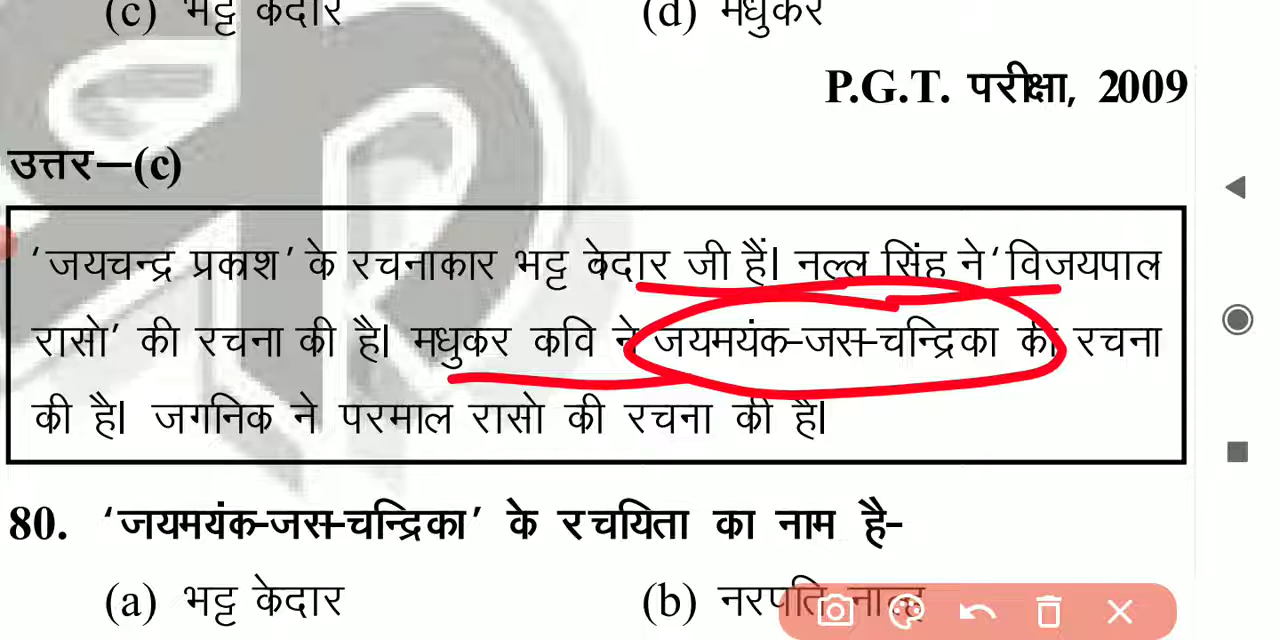 (c) भट्ट केदार (d) मधुकर
P.G.T. परीक्षा, 2009
उत्तर–(c)
‘जयचन्द्र प्रकाश’ के रचनाकार भट्ट केदार जी हैं। नल्ल सिंह ने ‘विजयपाल
रासो’ की रचना की है। मधुकर कवि ने जयमयंक-जस-चन्द्रिका की रचना
की है। जगनिक ने परमाल रासो की रचना की है।
80. ‘जयमयंक-जस-चन्द्रिका’ के रचयिता का नाम है-
(a) भट्ट केदार (b) नरपति नाल्ह